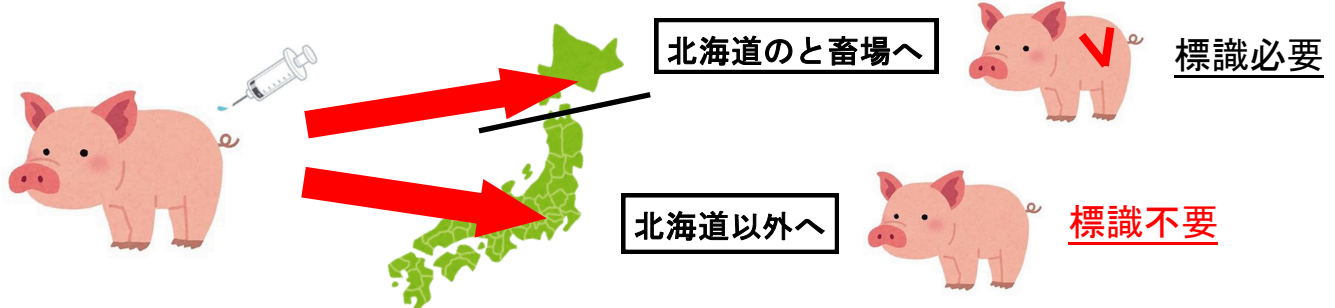 北海道のと畜場へ
標識必要
北海道以外へ
標識不要